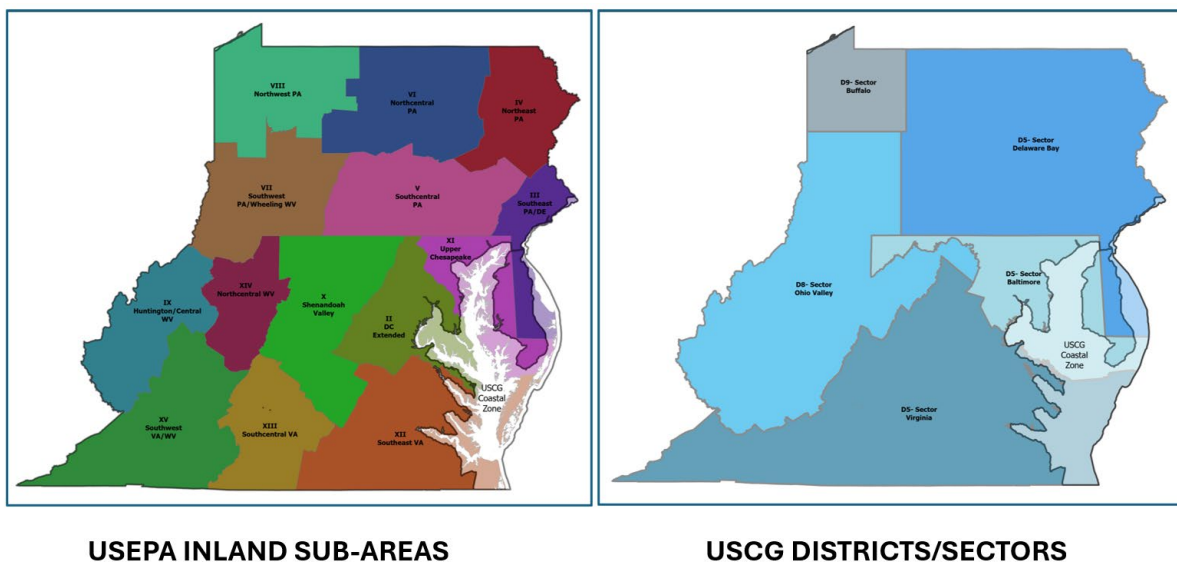 VIII
Northwest PA
VI
Northcentral
PA
IV
Northeast
PA
VII
Southwest
PA/Wheeling WV
V
Southcentral
PA
III
Southeast
PA/DE
XI
Upper
Chesapeake
XIV
Northcentral WV
IX
Huntington/Central
WV
X
Shenandoah
Valley
II
DC
Extended
USCG
Coastal
Zone
XV
Southwest
VA/WV
XIII
Southcentral VA
XII
Southeast VA
USEPA INLAND SUB-AREAS
D9- Sector
Buffalo
D5- Sector
Delaware Bay
D8- Sector
Ohio Valley
D5- Sector
Baltimore
USCG
Coastal
Zone
D5- Sector
Virginia
USCG DISTRICTS/SECTORS